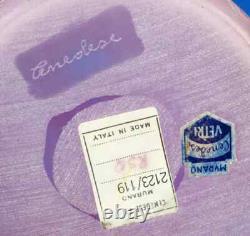 Cenedese
MADE IN ITALY
2123/119
MURANO
CENEDESE
VETRI
Cenedese
MURANO